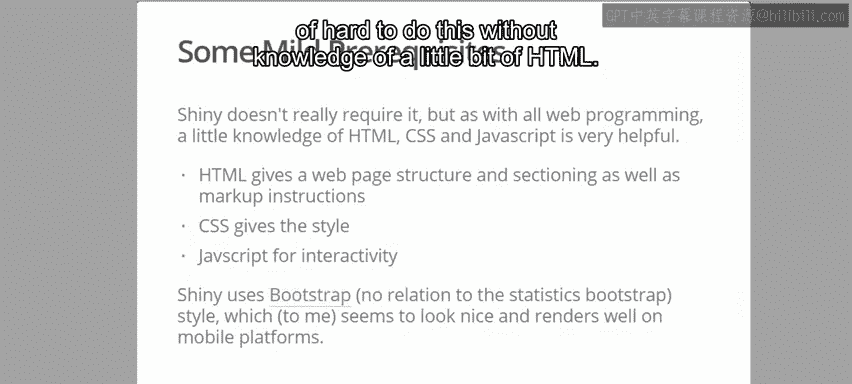 of hard to do this without
knowledge of a little bit of HTML.
GPT中英字幕课程资源@bilibili.com
Some Mild Prerequisites
Shiny doesn't really require it, but as with all web programming,
a little knowledge of HTML, CSS and Javascript is very helpful.
· HTML gives a web page structure and sectioning as well as
markup instructions
· CSS gives the style
· Javscript for interactivity
Shiny uses Bootstrap (no relation to the statistics bootstrap)
style, which (to me) seems to look nice and renders well on
mobile platforms.